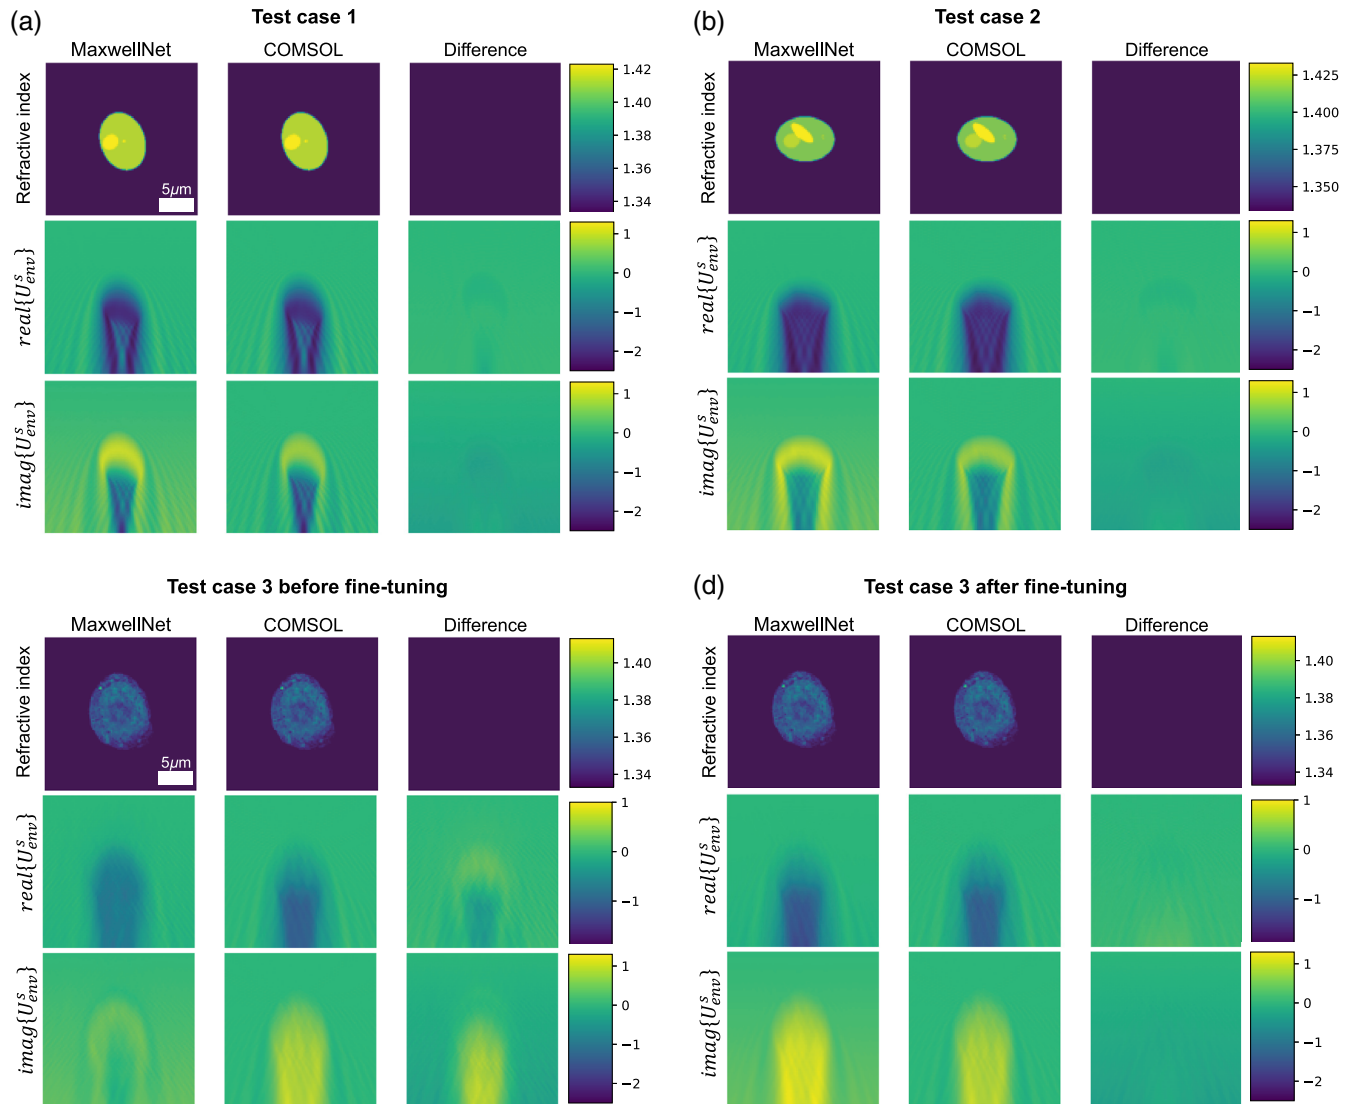 (a)
Test case 1
MaxwellNet COMSOL Difference
Refractive index
5μm
1.42
1.40
1.38
1.36
1.34
real{U^s_env}
1
0
−1
−2
imag{U^s_env}
1
0
−1
−2
(b)
Test case 2
MaxwellNet COMSOL Difference
Refractive index
1.425
1.400
1.375
1.350
real{U^s_env}
1
0
−1
−2
imag{U^s_env}
1
0
−1
−2
Test case 3 before fine-tuning
MaxwellNet COMSOL Difference
Refractive index
5μm
1.40
1.38
1.36
1.34
real{U^s_env}
1
0
−1
imag{U^s_env}
1
0
−1
−2
(d)
Test case 3 after fine-tuning
MaxwellNet COMSOL Difference
Refractive index
1.40
1.38
1.36
1.34
real{U^s_env}
1
0
−1
imag{U^s_env}
1
0
−1
−2